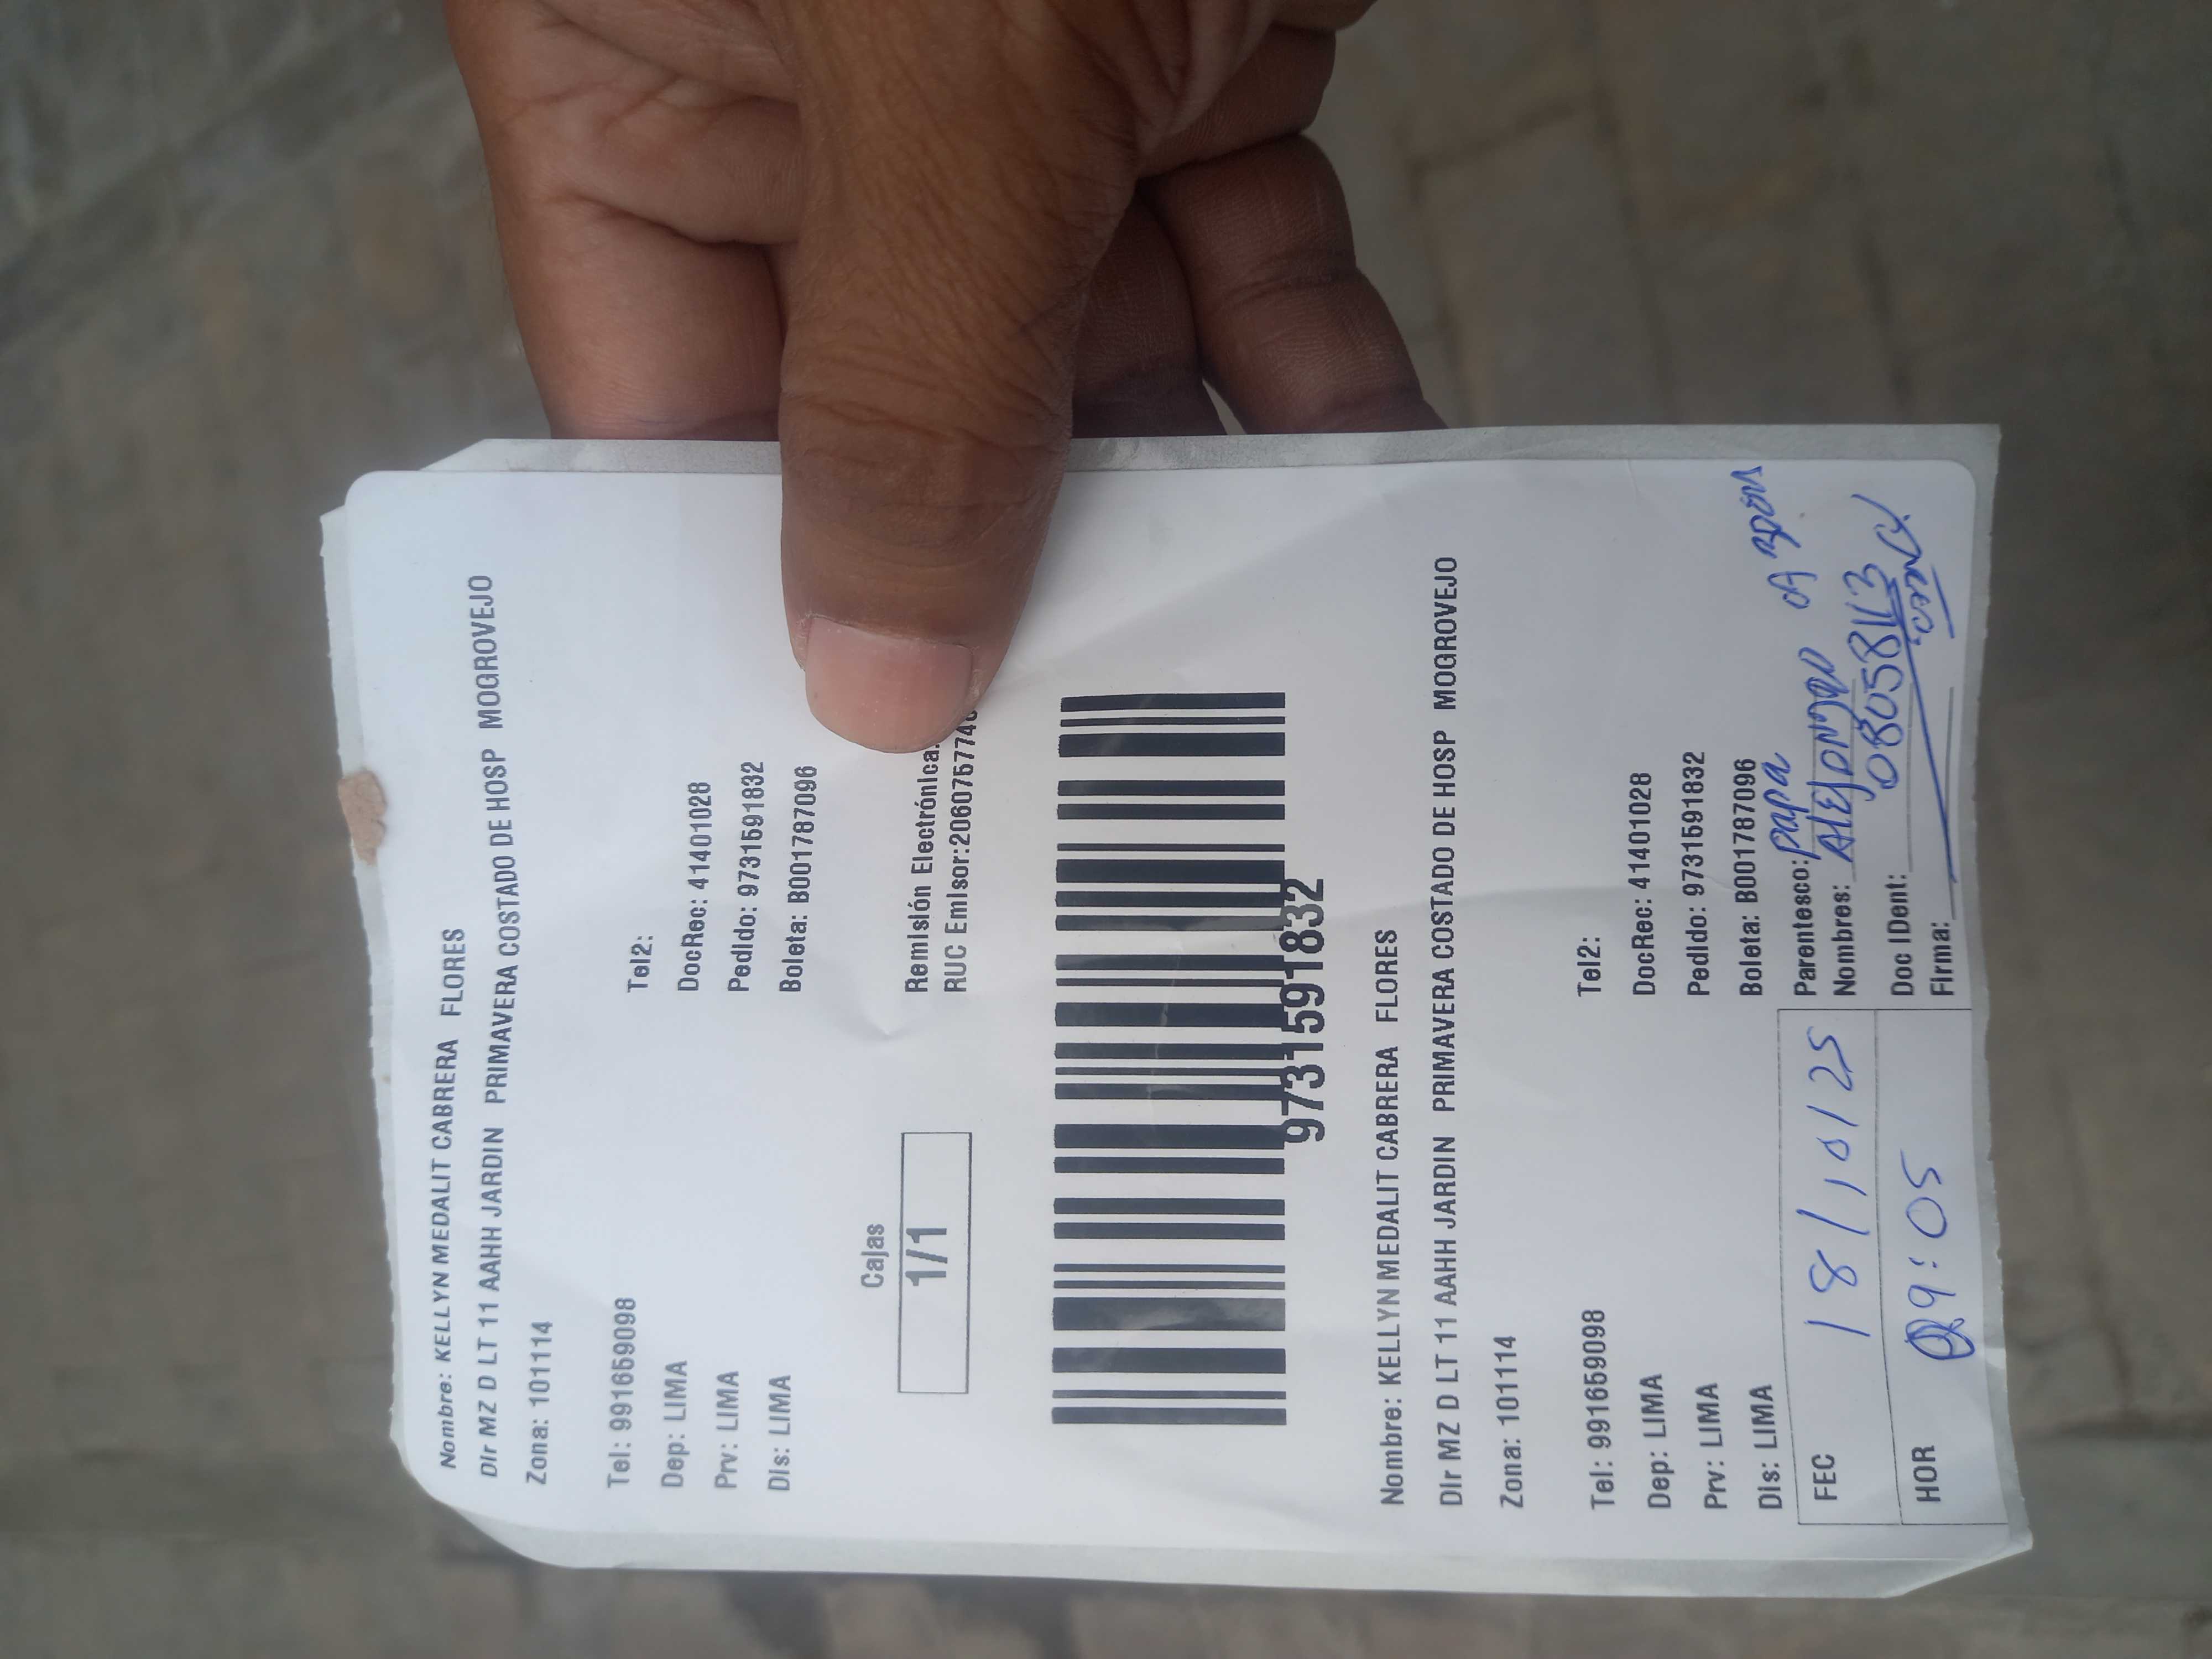 Nombre: KELLYN MEDALIT CABRERA FLORES
DIr MZ D LT 11 AAHH JARDIN PRIMAVERA COSTADO DE HOSP MOGROVEJO
Zona: 101114
Tel: 991659098 Tel2:
Dep: LIMA DocRec: 41401028
Prv: LIMA Pedido: 9731591832
Dis: LIMA Boleta: B001787096
Cajas
1/1
Remisión Electrónica
RUC Emisor:2060757740
9731591832
Nombre: KELLYN MEDALIT CABRERA FLORES
DIr MZ D LT 11 AAHH JARDIN PRIMAVERA COSTADO DE HOSP MOGROVEJO
Zona: 101114
Tel: 991659098 Tel2:
Dep: LIMA DocRec: 41401028
Prv: LIMA Pedido: 9731591832
Dis: LIMA Boleta: B001787096
FEC 18/10/25 Parentesco: papa
Nombres:
HOR 09:05 Doc IDent: 08058113
Firma: